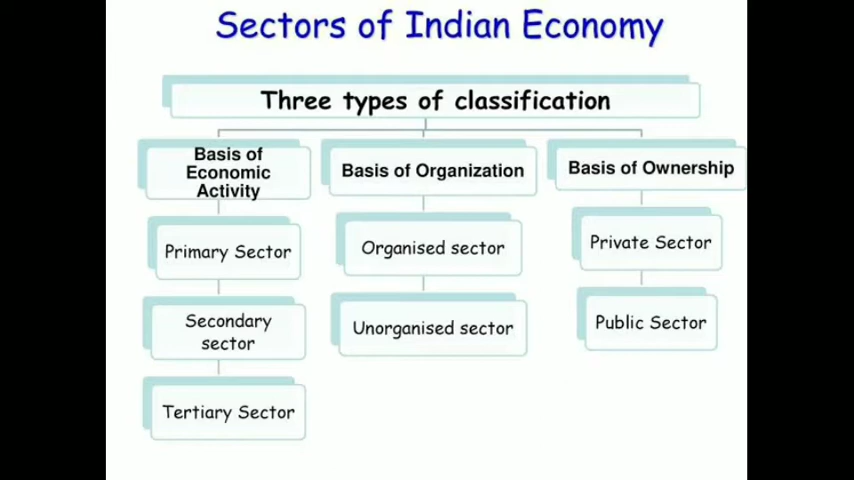 Sectors of Indian Economy
Three types of classification
Basis of
Economic
Activity
Primary Sector
Secondary
sector
Tertiary Sector
Basis of Organization
Organised sector
Unorganised sector
Basis of Ownership
Private Sector
Public Sector